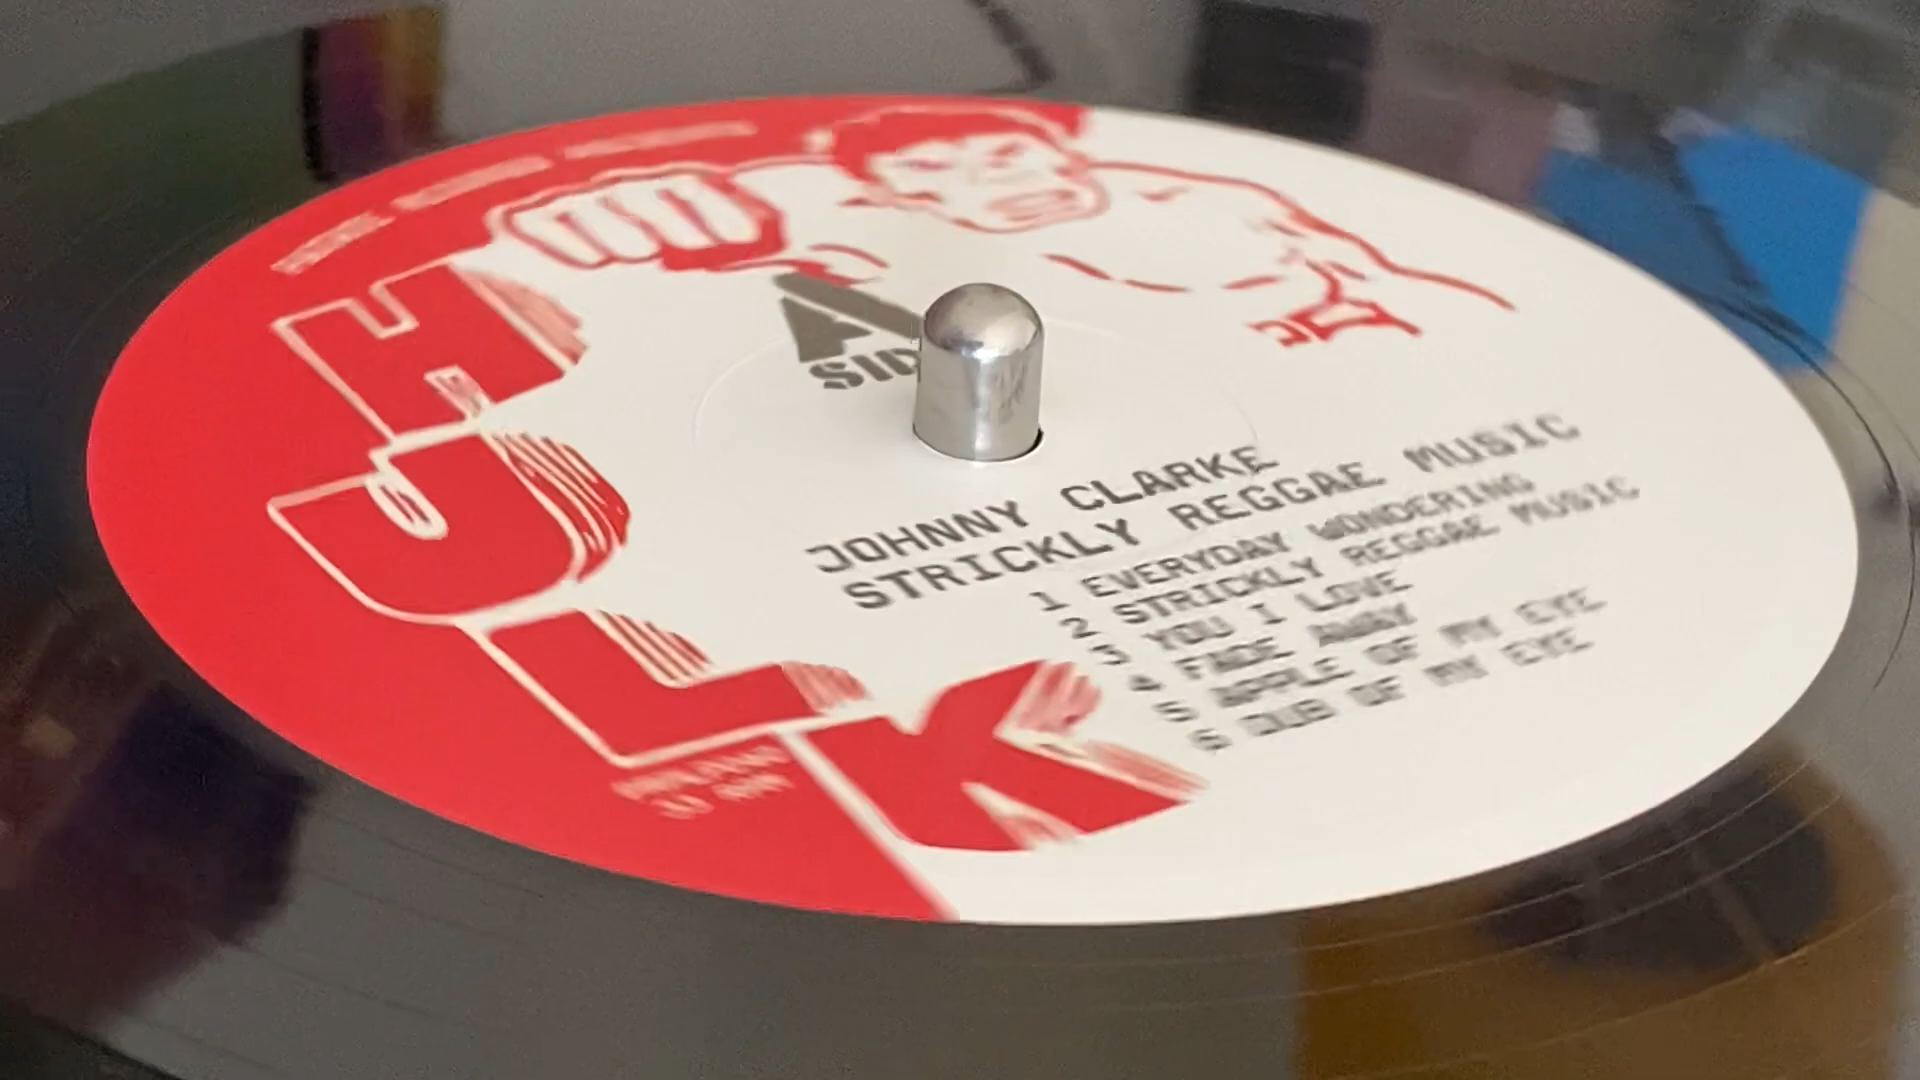 HULK
A
SIDE
JOHNNY CLARKE
STRICKLY REGGAE MUSIC
1 EVERYDAY WONDERING
2 STRICKLY REGGAE MUSIC
3 YOU I LOVE
4 FADE AWAY
5 APPLE OF MY EYE
6 DUB OF MY EYE